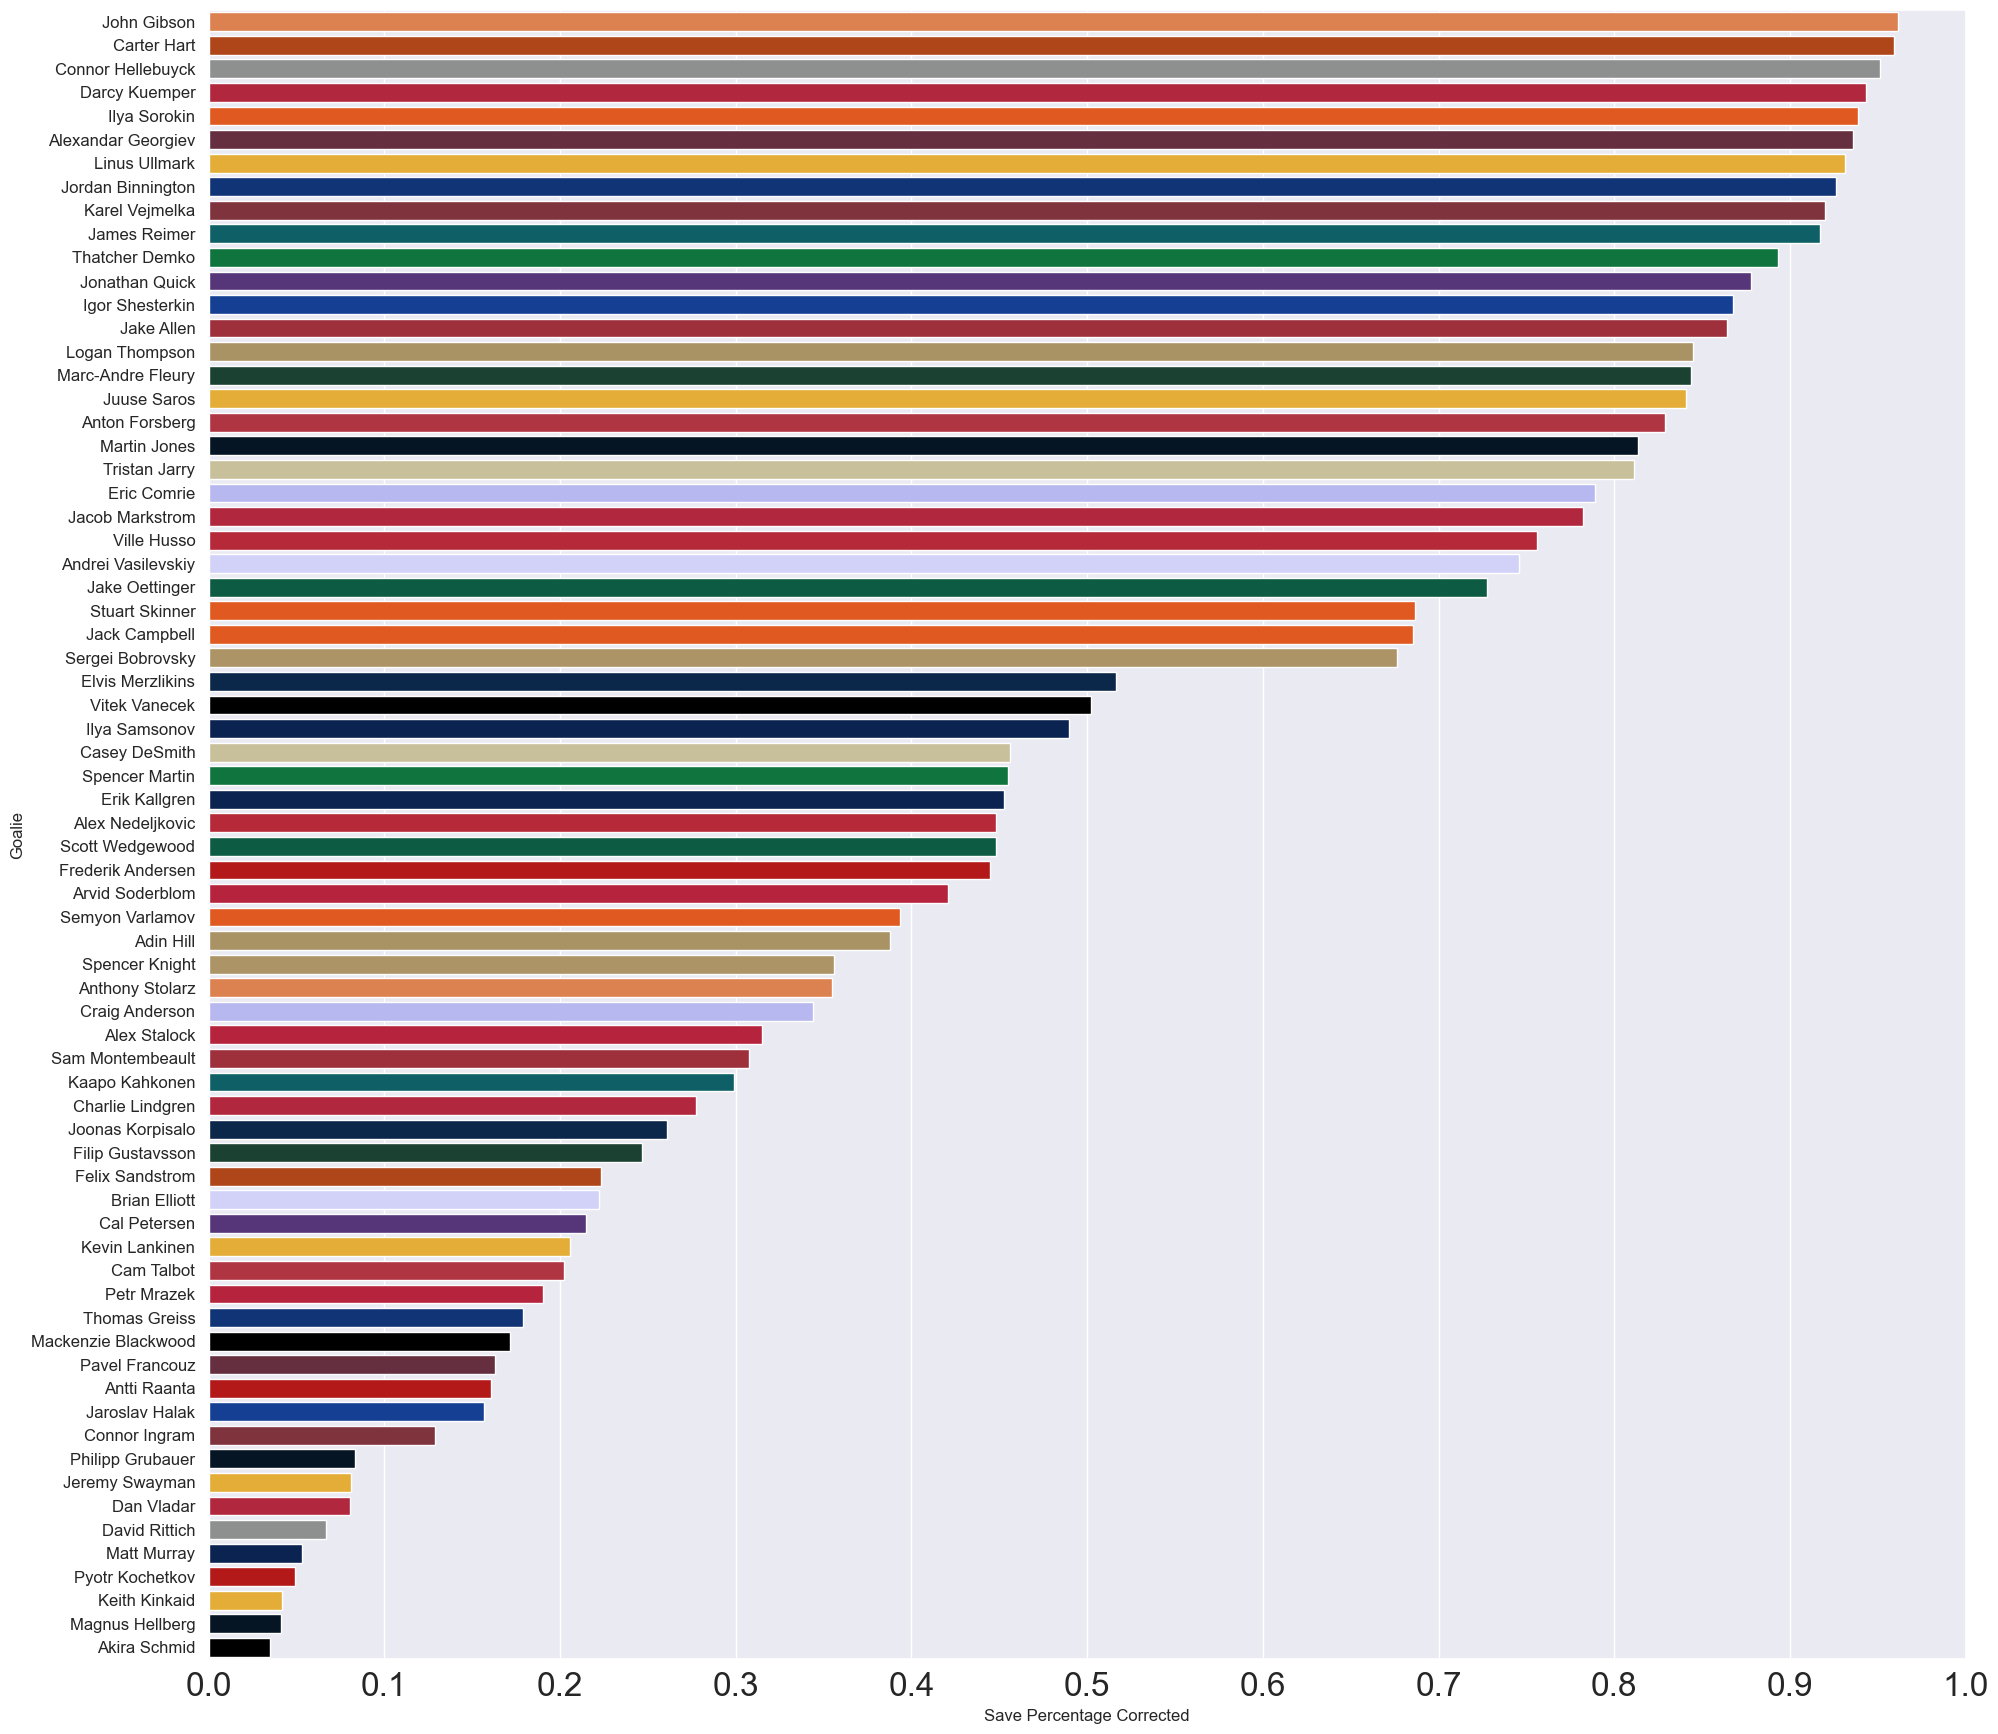 John Gibson
Carter Hart
Connor Hellebuyck
Darcy Kuemper
Ilya Sorokin
Alexandar Georgiev
Linus Ullmark
Jordan Binnington
Karel Vejmelka
James Reimer
Thatcher Demko
Jonathan Quick
Igor Shesterkin
Jake Allen
Logan Thompson
Marc-Andre Fleury
Juuse Saros
Anton Forsberg
Martin Jones
Tristan Jarry
Eric Comrie
Jacob Markstrom
Ville Husso
Andrei Vasilevskiy
Jake Oettinger
Stuart Skinner
Jack Campbell
Sergei Bobrovsky
Elvis Merzlikins
Vitek Vanecek
Ilya Samsonov
Casey DeSmith
Spencer Martin
Erik Kallgren
Alex Nedeljkovic
Scott Wedgewood
Frederik Andersen
Arvid Soderblom
Semyon Varlamov
Adin Hill
Spencer Knight
Anthony Stolarz
Craig Anderson
Alex Stalock
Sam Montembeault
Kaapo Kahkonen
Charlie Lindgren
Joonas Korpisalo
Filip Gustavsson
Felix Sandstrom
Brian Elliott
Cal Petersen
Kevin Lankinen
Cam Talbot
Petr Mrazek
Thomas Greiss
Mackenzie Blackwood
Pavel Francouz
Antti Raanta
Jaroslav Halak
Connor Ingram
Philipp Grubauer
Jeremy Swayman
Dan Vladar
David Rittich
Matt Murray
Pyotr Kochetkov
Keith Kinkaid
Magnus Hellberg
Akira Schmid
Goalie
0.0 0.1 0.2 0.3 0.4 0.5 0.6 0.7 0.8 0.9 1.0
Save Percentage Corrected